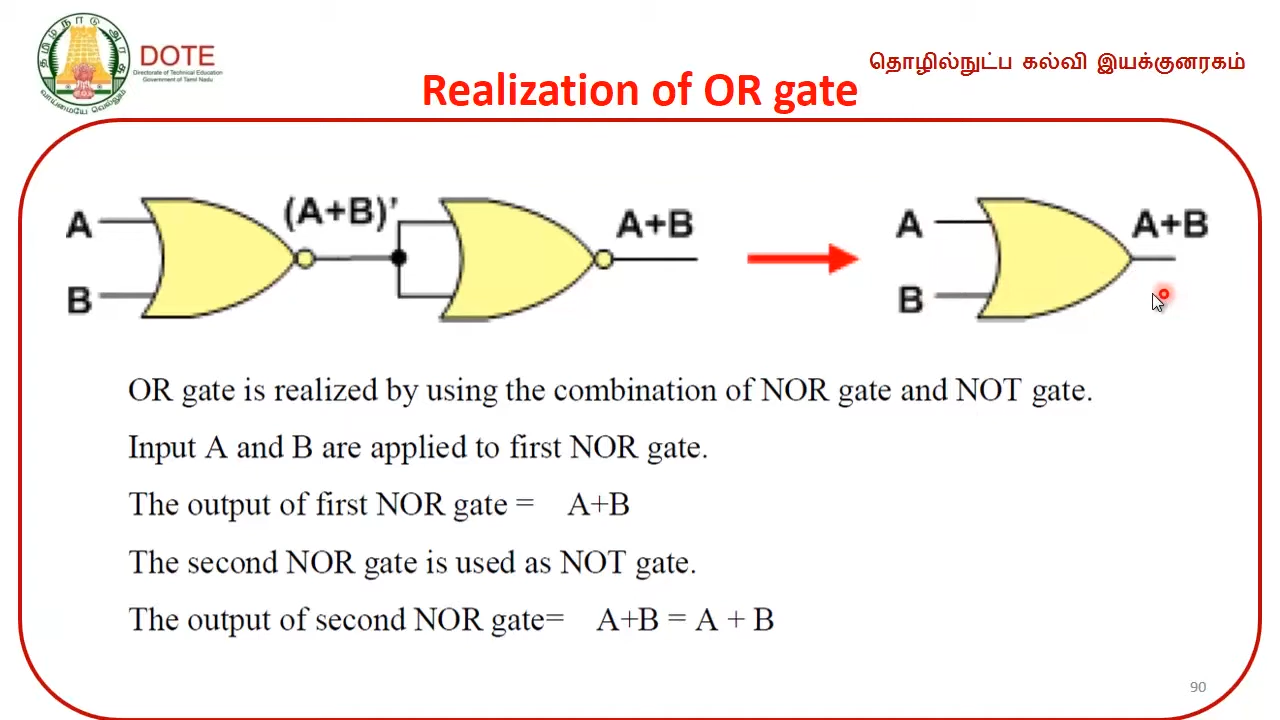 தமிழ்நாடு அரசு
வாய்மையே வெல்லும்
DOTE
Directorate of Technical Education
Government of Tamil Nadu
தொழில்நுட்ப கல்வி இயக்குனரகம்
Realization of OR gate
A
B
(A+B)'
A+B
A
B
A+B
OR gate is realized by using the combination of NOR gate and NOT gate.
Input A and B are applied to first NOR gate.
The output of first NOR gate = A+B
The second NOR gate is used as NOT gate.
The output of second NOR gate= A+B = A + B
90